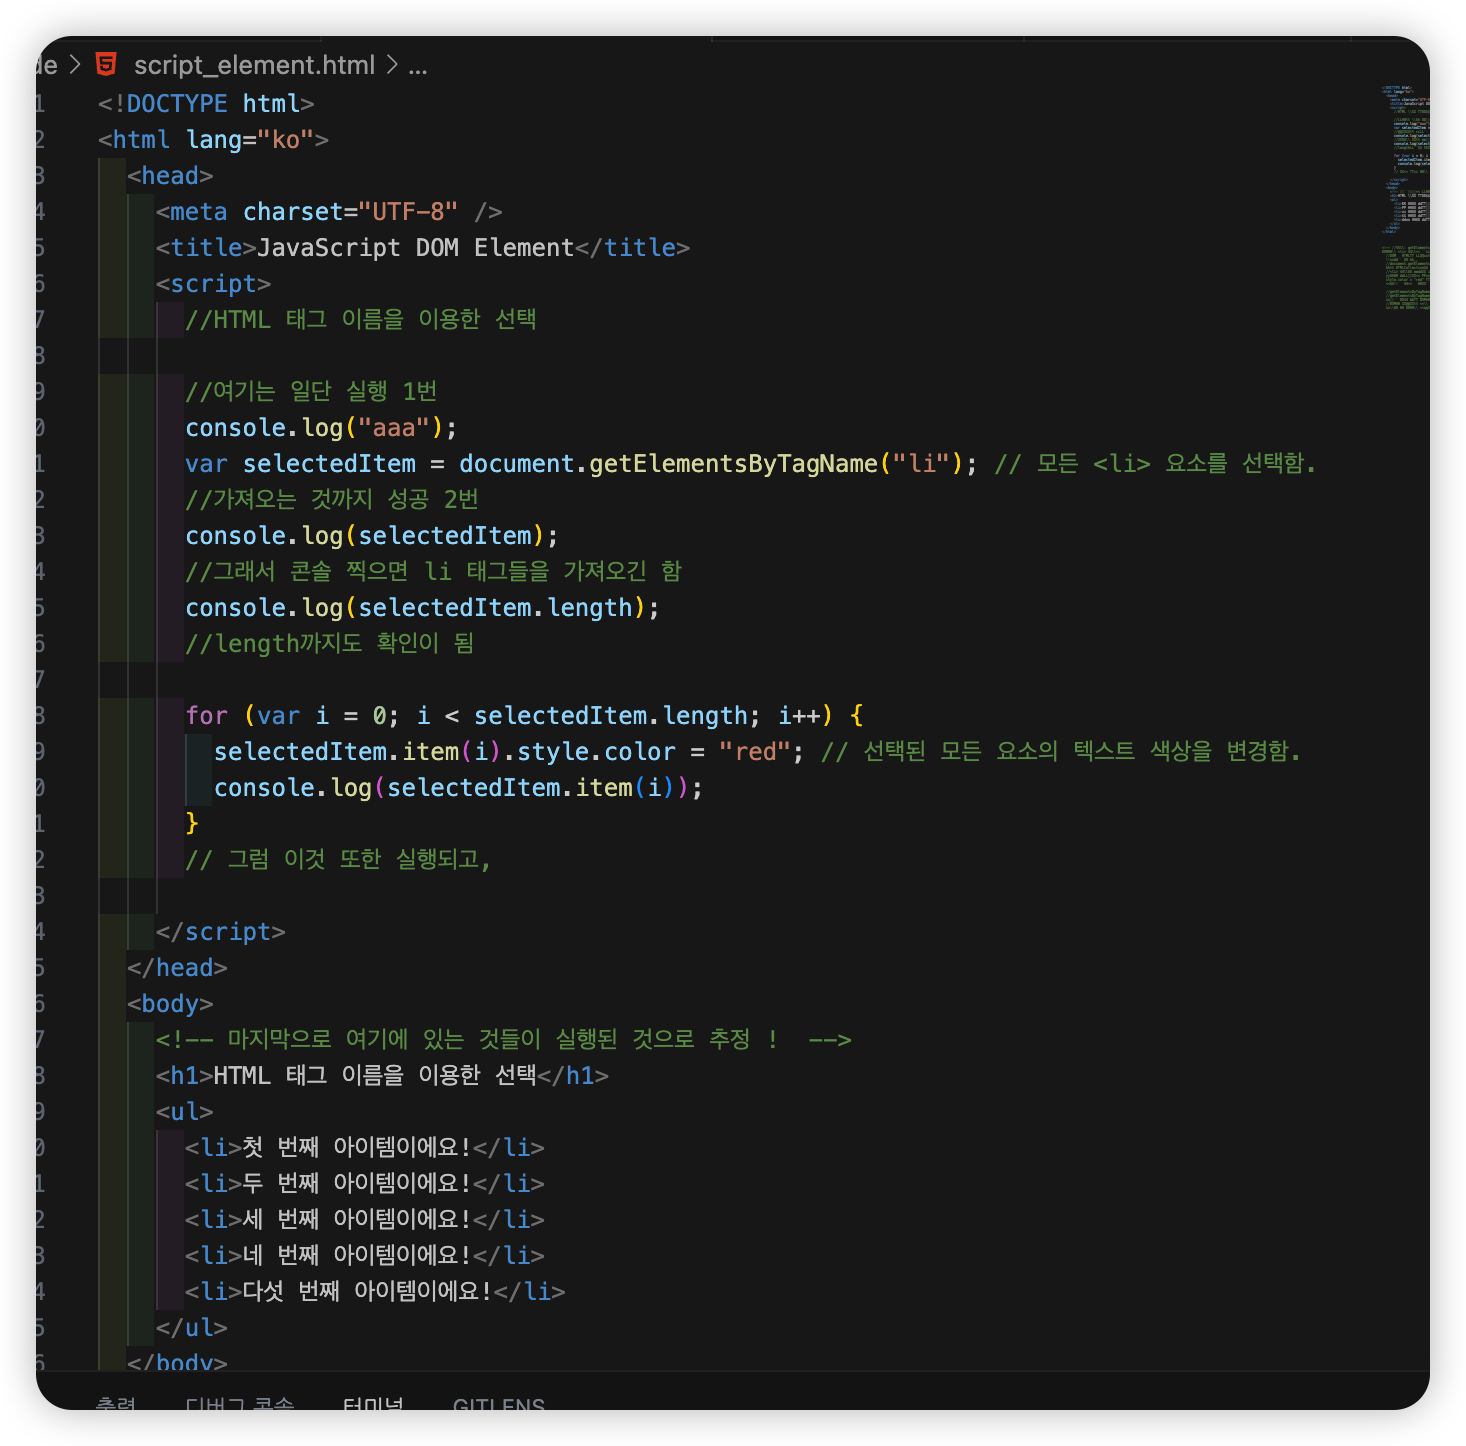 de > script_element.html > ...
1 <!DOCTYPE html>
2 <html lang="ko">
3 <head>
4 <meta charset="UTF-8" />
5 <title>JavaScript DOM Element</title>
6 <script>
7 //HTML 태그 이름을 이용한 선택
8
9 //여기는 일단 실행 1번
0 console.log("aaa");
1 var selectedItem = document.getElementsByTagName("li"); // 모든 <li> 요소를 선택함.
2 //가져오는 것까지 성공 2번
3 console.log(selectedItem);
4 //그래서 콘솔 찍으면 li 태그들을 가져오긴 함
5 console.log(selectedItem.length);
6 //length까지도 확인이 됨
7
8 for (var i = 0; i < selectedItem.length; i++) {
9 selectedItem.item(i).style.color = "red"; // 선택된 모든 요소의 텍스트 색상을 변경함.
0 console.log(selectedItem.item(i));
1 }
2 // 그럼 이것 또한 실행되고,
3
4 </script>
5 </head>
6 <body>
7 <!-- 마지막으로 여기에 있는 것들이 실행된 것으로 추정 !  -->
8 <h1>HTML 태그 이름을 이용한 선택</h1>
9 <ul>
0 <li>첫 번째 아이템이에요!</li>
1 <li>두 번째 아이템이에요!</li>
2 <li>세 번째 아이템이에요!</li>
3 <li>네 번째 아이템이에요!</li>
4 <li>다섯 번째 아이템이에요!</li>
5 </ul>
6 </body>
출력 디버그 콘솔 터미널 GITLENS